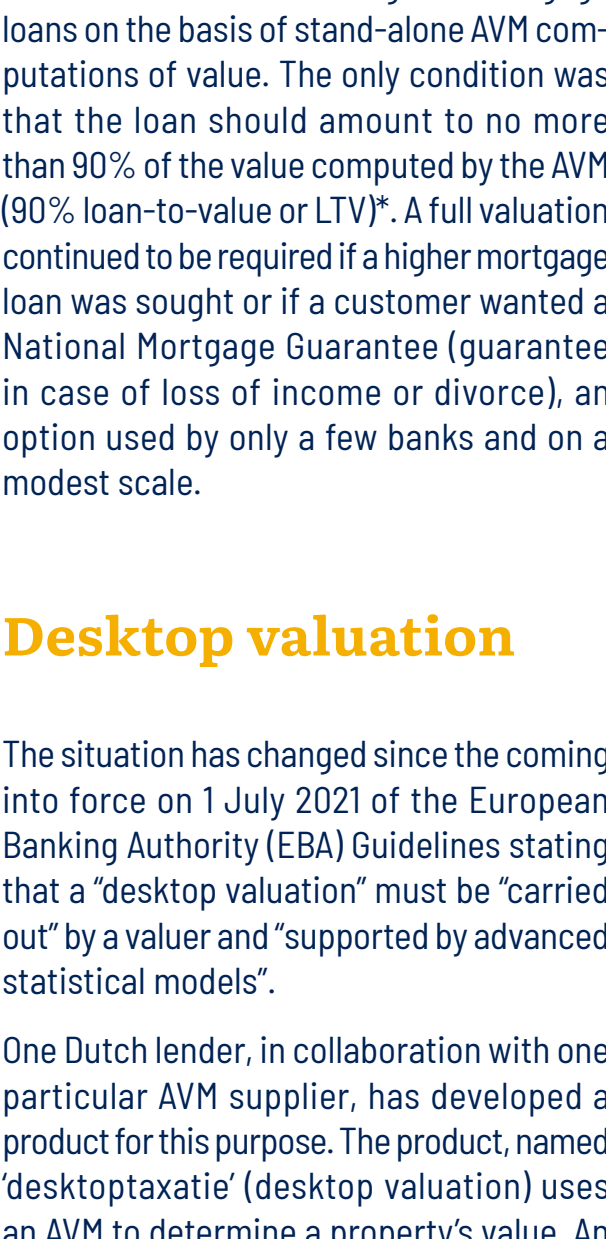 loans on the basis of stand-alone AVM com-
putations of value. The only condition was
that the loan should amount to no more
than 90% of the value computed by the AVM
(90% loan-to-value or LTV)*. A full valuation
continued to be required if a higher mortgage
loan was sought or if a customer wanted a
National Mortgage Guarantee (guarantee
in case of loss of income or divorce), an
option used by only a few banks and on a
modest scale.
Desktop valuation
The situation has changed since the coming
into force on 1 July 2021 of the European
Banking Authority (EBA) Guidelines stating
that a “desktop valuation” must be “carried
out” by a valuer and “supported by advanced
statistical models”.
One Dutch lender, in collaboration with one
particular AVM supplier, has developed a
product for this purpose. The product, named
‘desktoptaxatie’ (desktop valuation) uses
an AVM to determine a property’s value. An